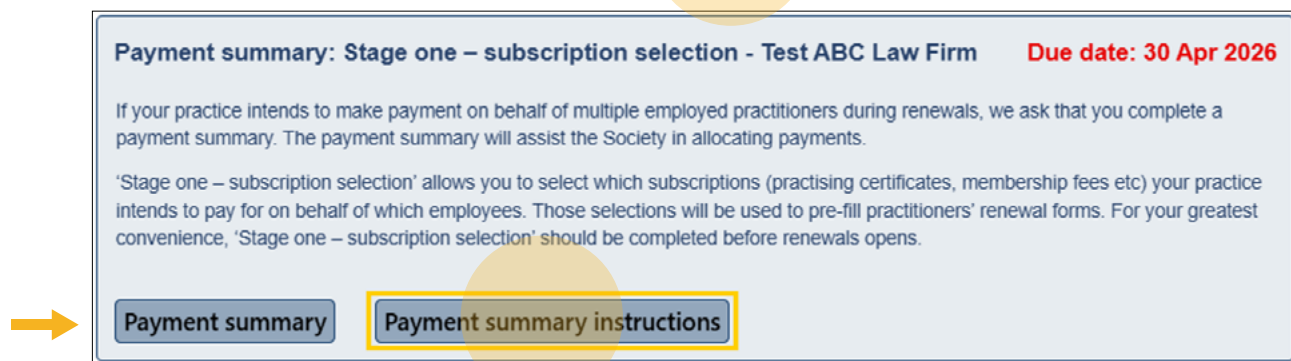 Payment summary: Stage one – subscription selection - Test ABC Law Firm Due date: 30 Apr 2026
If your practice intends to make payment on behalf of multiple employed practitioners during renewals, we ask that you complete a
payment summary. The payment summary will assist the Society in allocating payments.
‘Stage one – subscription selection’ allows you to select which subscriptions (practising certificates, membership fees etc) your practice
intends to pay for on behalf of which employees. Those selections will be used to pre-fill practitioners’ renewal forms. For your greatest
convenience, ‘Stage one – subscription selection’ should be completed before renewals opens.
Payment summary Payment summary instructions